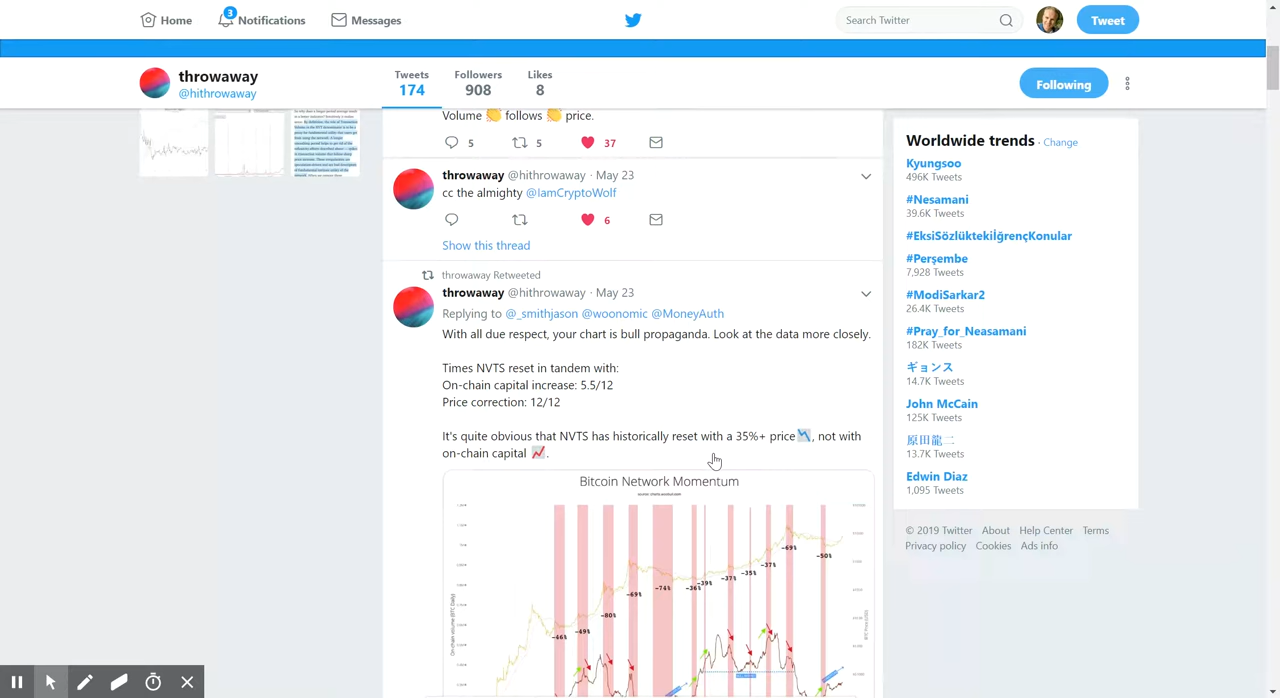 Home
3
Notifications
Messages
Search Twitter
Tweet
throwaway
@hithrowaway
Tweets
174
Followers
908
Likes
8
Following
Volume 👏 follows 👏 price.
5 5 37
throwaway @hithrowaway · May 23
cc the almighty @IamCryptoWolf
6
Show this thread
throwaway Retweeted
throwaway @hithrowaway · May 23
Replying to @_smithjason @woonomic @MoneyAuth
With all due respect, your chart is bull propaganda. Look at the data more closely.
Times NVTS reset in tandem with:
On-chain capital increase: 5.5/12
Price correction: 12/12
It's quite obvious that NVTS has historically reset with a 35%+ price📉, not with
on-chain capital 📈.
Bitcoin Network Momentum
On-chain volume (BTC Daily)
-46%
-49%
-80%
-69%
-74%
-36%
-39%
-37%
-35%
-37%
-69%
-50%
Worldwide trends · Change
Kyungsoo
496K Tweets
#Nesamani
39.6K Tweets
#EksiSözlüktekiİğrençKonular
#Perşembe
7,928 Tweets
#ModiSarkar2
26.4K Tweets
#Pray_for_Neasamani
182K Tweets
ギョンス
14.7K Tweets
John McCain
125K Tweets
原田龍二
13.7K Tweets
Edwin Diaz
1,095 Tweets
© 2019 Twitter About Help Center Terms
Privacy policy Cookies Ads info